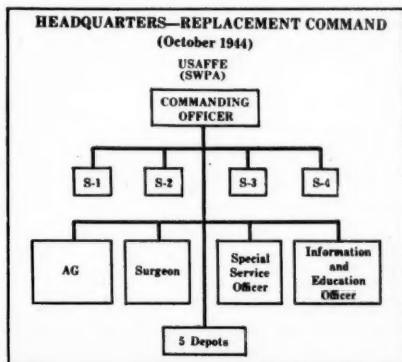 HEADQUARTERS—REPLACEMENT COMMAND
(October 1944)
USAFFE
(SWPA)
COMMANDING
OFFICER
S-1 S-2 S-3 S-4
AG Surgeon Special
Service
Officer Information
and
Education
Officer
5 Depots